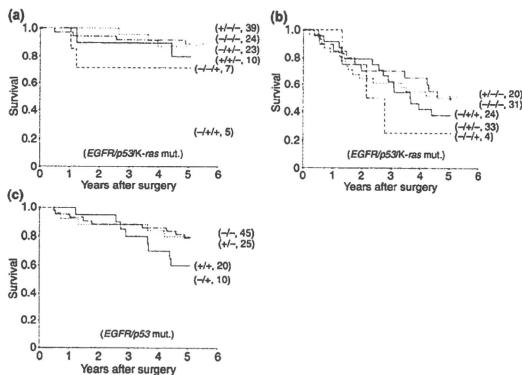 (a)
Survival
1.0
0.8
0.6
0.4
0.2
0
(+/–/–, 39)
(–/–/–, 24)
(–/+/–, 23)
(+/+/–, 10)
(–/–/+, 7)
(–/+/+, 5)
(EGFR/p53/K-ras mut.)
0 1 2 3 4 5 6
Years after surgery
(b)
Survival
1.0
0.8
0.6
0.4
0.2
0.0
(+/–/–, 20)
(–/–/–, 31)
(–/+/+, 24)
(–/+/–, 33)
(–/–/+, 4)
(EGFR/p53/K-ras mut.)
0 1 2 3 4 5 6
Years after surgery
(c)
Survival
1.0
0.8
0.6
0.4
0.2
0.0
(–/–, 45)
(+/–, 25)
(+/+, 20)
(–/+, 10)
(EGFR/p53 mut.)
0 1 2 3 4 5 6
Years after surgery